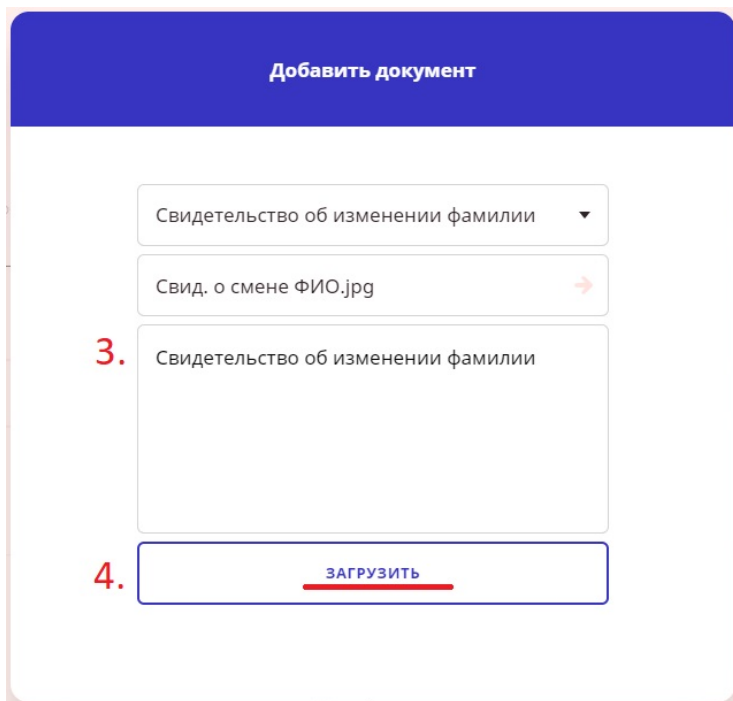 Добавить документ
Свидетельство об изменении фамилии
Свид. о смене ФИО.jpg
3. Свидетельство об изменении фамилии
4. ЗАГРУЗИТЬ